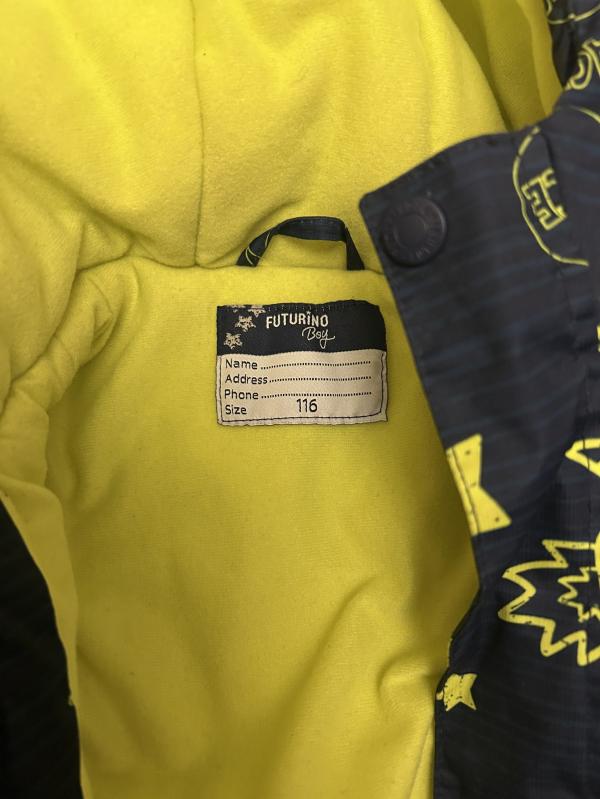 FUTURINO
Boy
Name
Address
Phone
Size 116